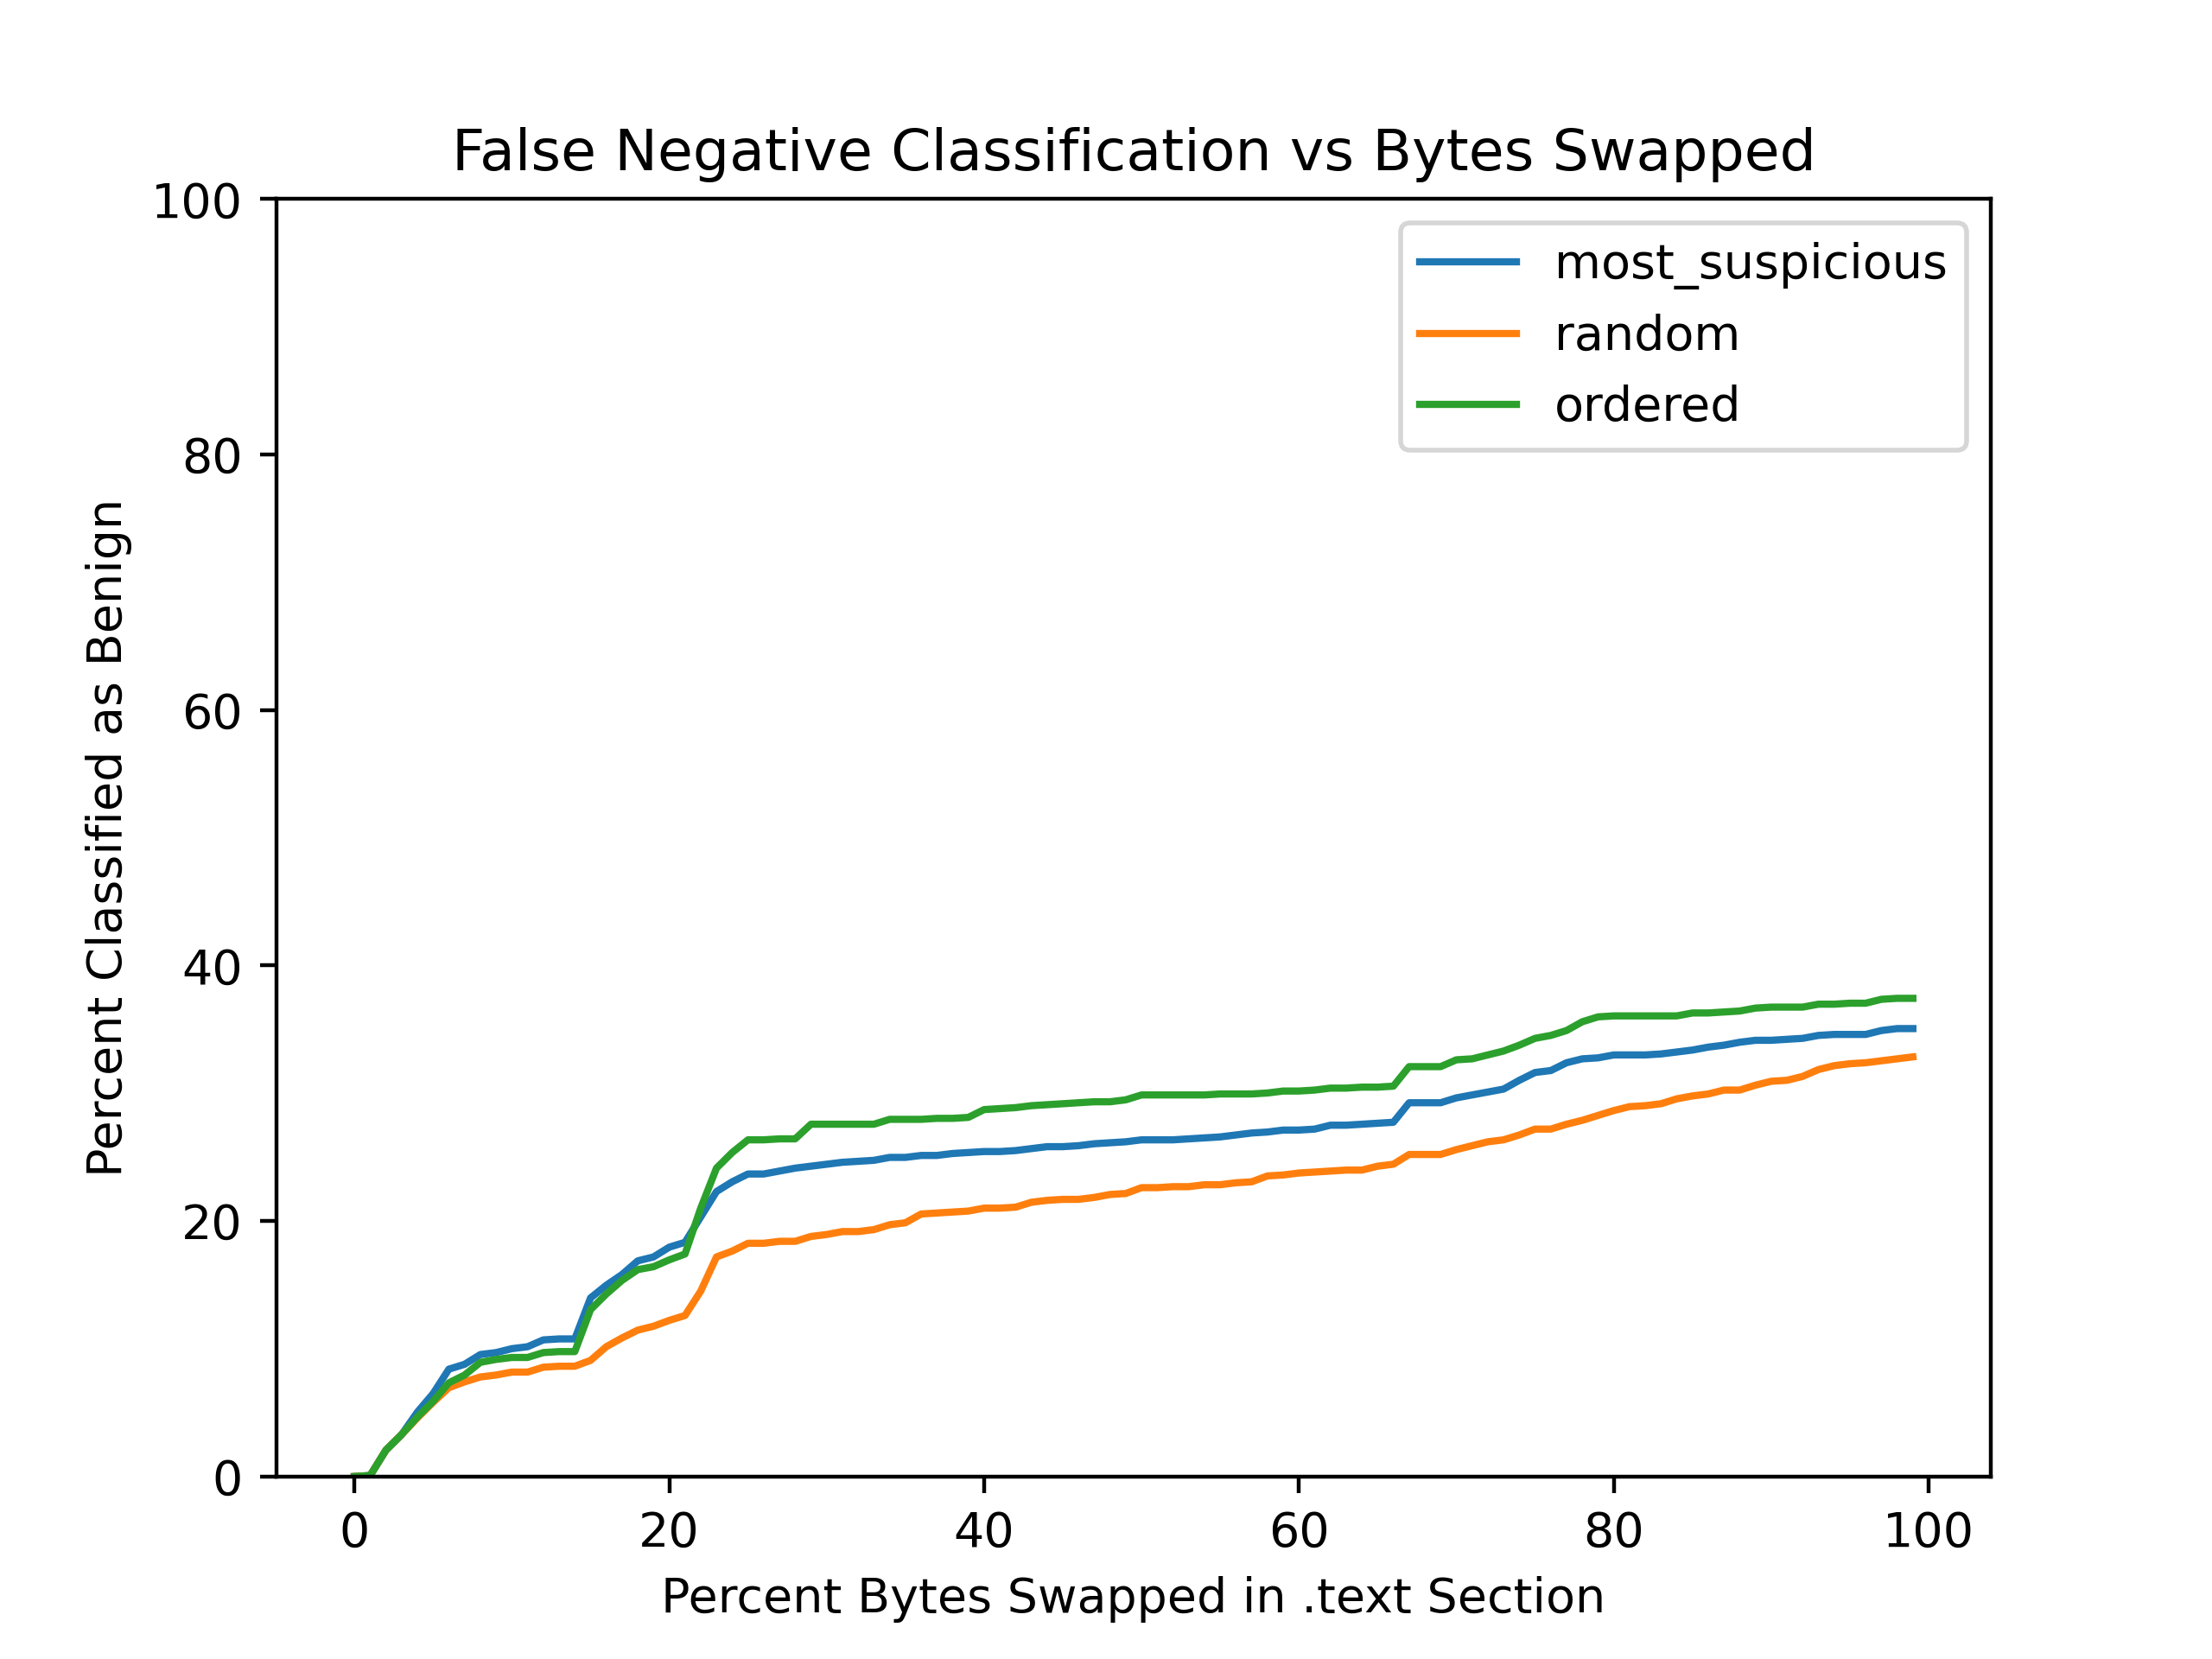 False Negative Classification vs Bytes Swapped
100
80
60
40
20
0
Percent Classified as Benign
most_suspicious
random
ordered
0 20 40 60 80 100
Percent Bytes Swapped in .text Section